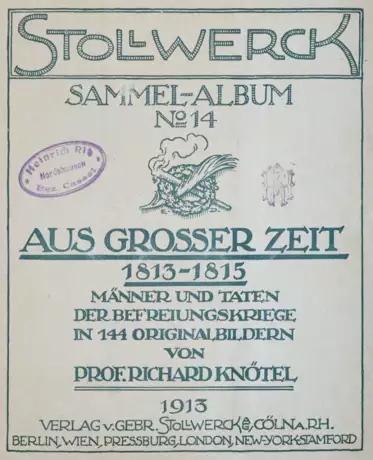 STOLLWERCK
SAMMEL-ALBUM
No 14
Heinrich
Nordshausen
Bez. Cassel
E. D.
AUS GROSSER ZEIT
1813-1815
MÄNNER UND TATEN
DER BEFREIUNGSKRIEGE
IN 144 ORIGINALBILDERN
VON
PROF. RICHARD KNÖTEL
1913
VERLAG v. GEBR. STOLLWERCK A.G., CÖLN A. RH.
BERLIN, WIEN, PRESSBURG, LONDON, NEW-YORK-STAMFORD